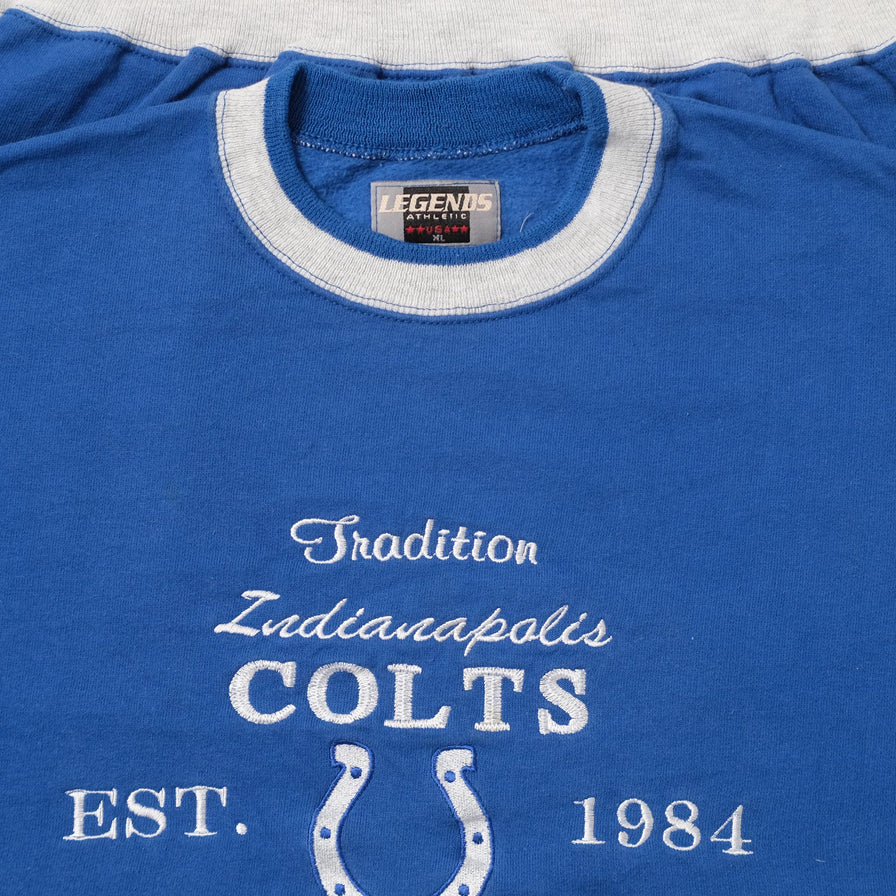 LEGENDS
ATHLETIC
★★USA★★
XL
Tradition
Indianapolis
COLTS
EST. 1984